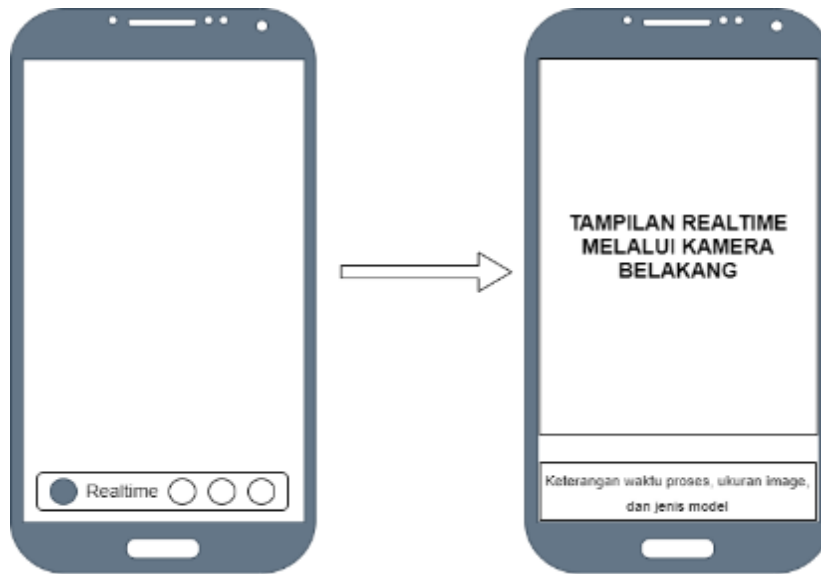 Realtime
TAMPILAN REALTIME
MELALUI KAMERA
BELAKANG
Keterangan waktu proses, ukuran image,
dan jenis model